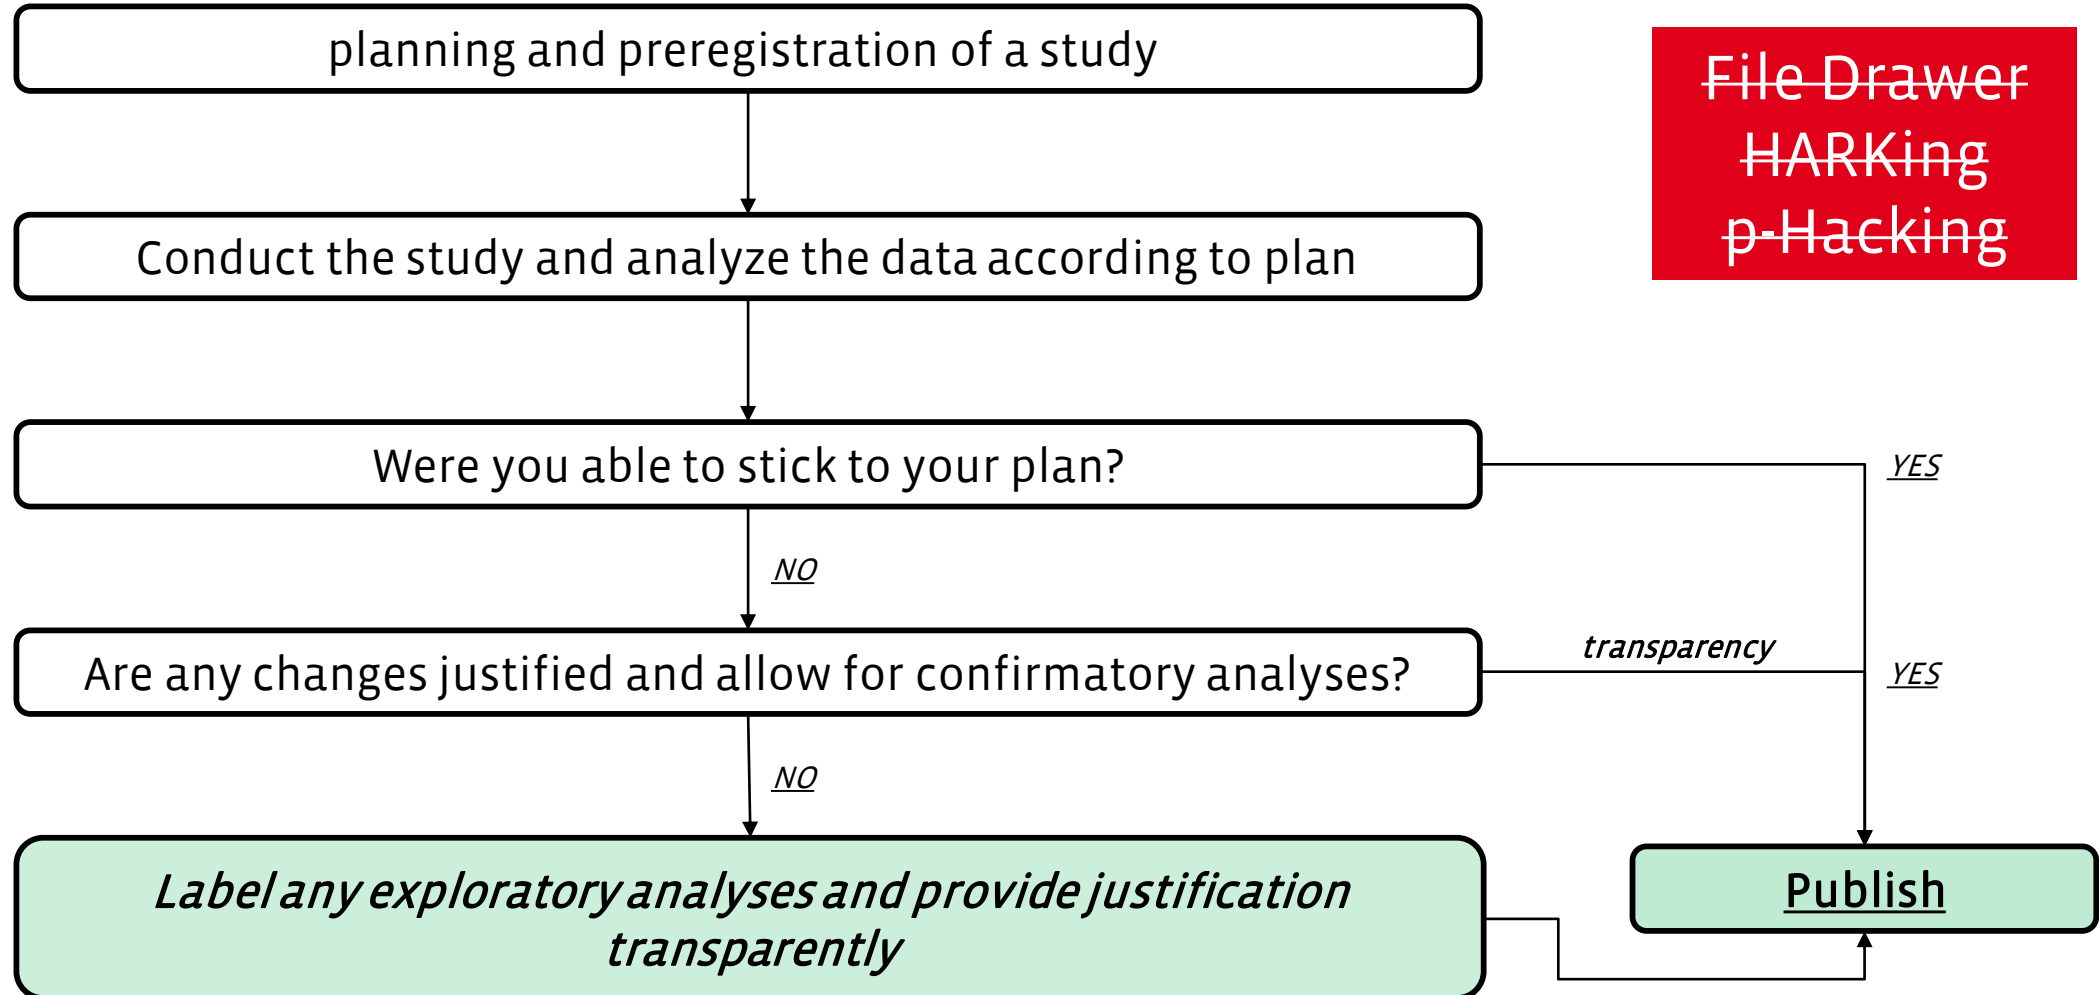 planning and preregistration of a study
File Drawer
HARKing
p-Hacking
Conduct the study and analyze the data according to plan
Were you able to stick to your plan?
YES
NO
Are any changes justified and allow for confirmatory analyses?
transparency
YES
NO
Label any exploratory analyses and provide justification
transparently
Publish